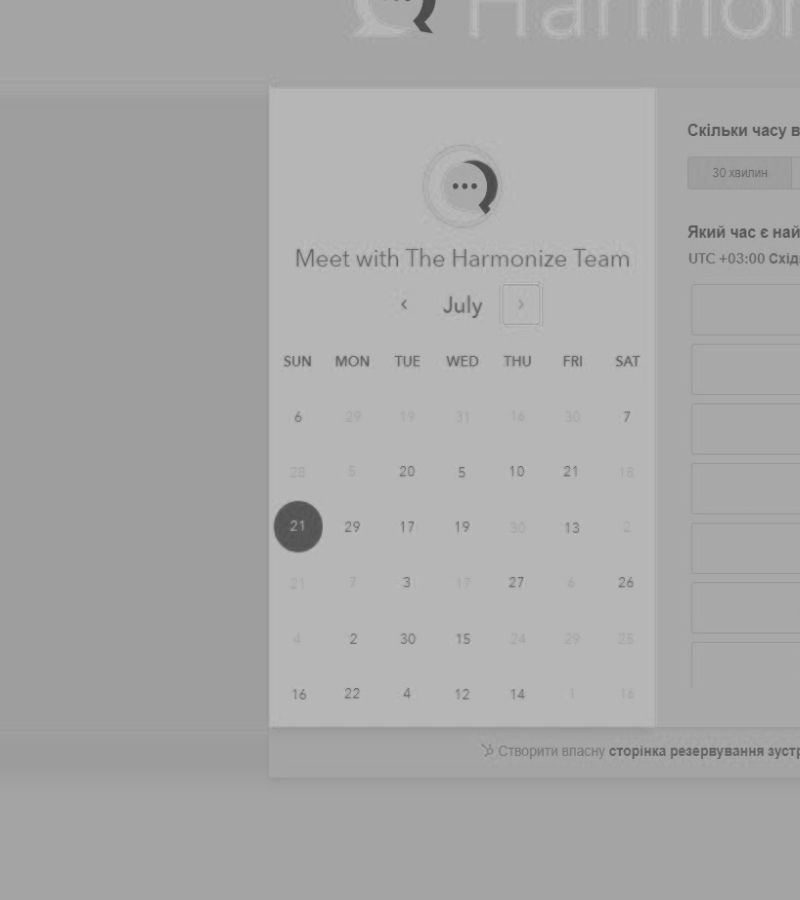 Harmon
Meet with The Harmonize Team
July
SUN MON TUE WED THU FRI SAT
6 29 19 31 16 30 7
28 5 20 5 10 21 18
21 29 17 19 30 13 2
21 7 3 17 27 6 26
4 2 30 15 24 29 25
16 22 4 12 14 1 16
Скільки часу в
30 хвилин
Який час є най
UTC +03:00 Східн
Створити власну сторінка резервування зустр